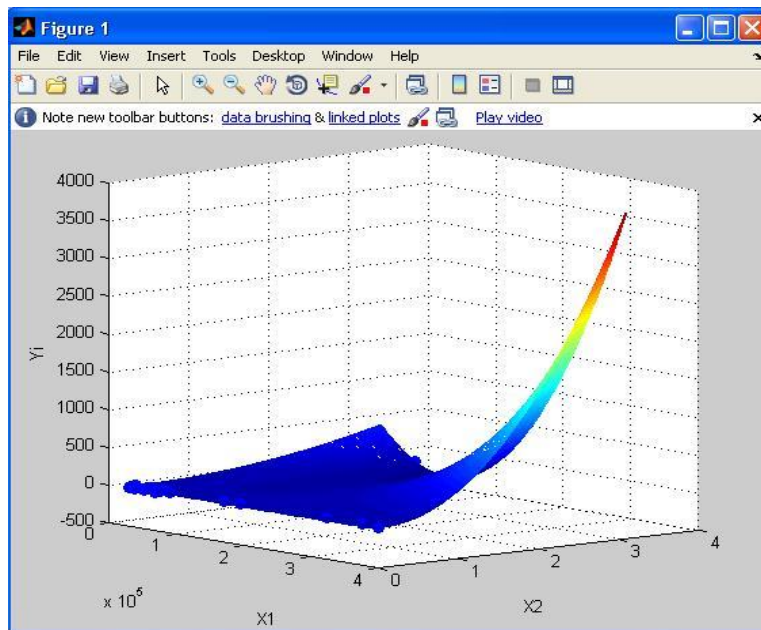 Figure 1
File Edit View Insert Tools Desktop Window Help
Note new toolbar buttons: data brushing & linked plots Play video
4000
3500
3000
2500
2000
1500
1000
500
0
-500
Yi
0 1 2 3 4
x 10^5
X1
0 1 2 3 4
X2